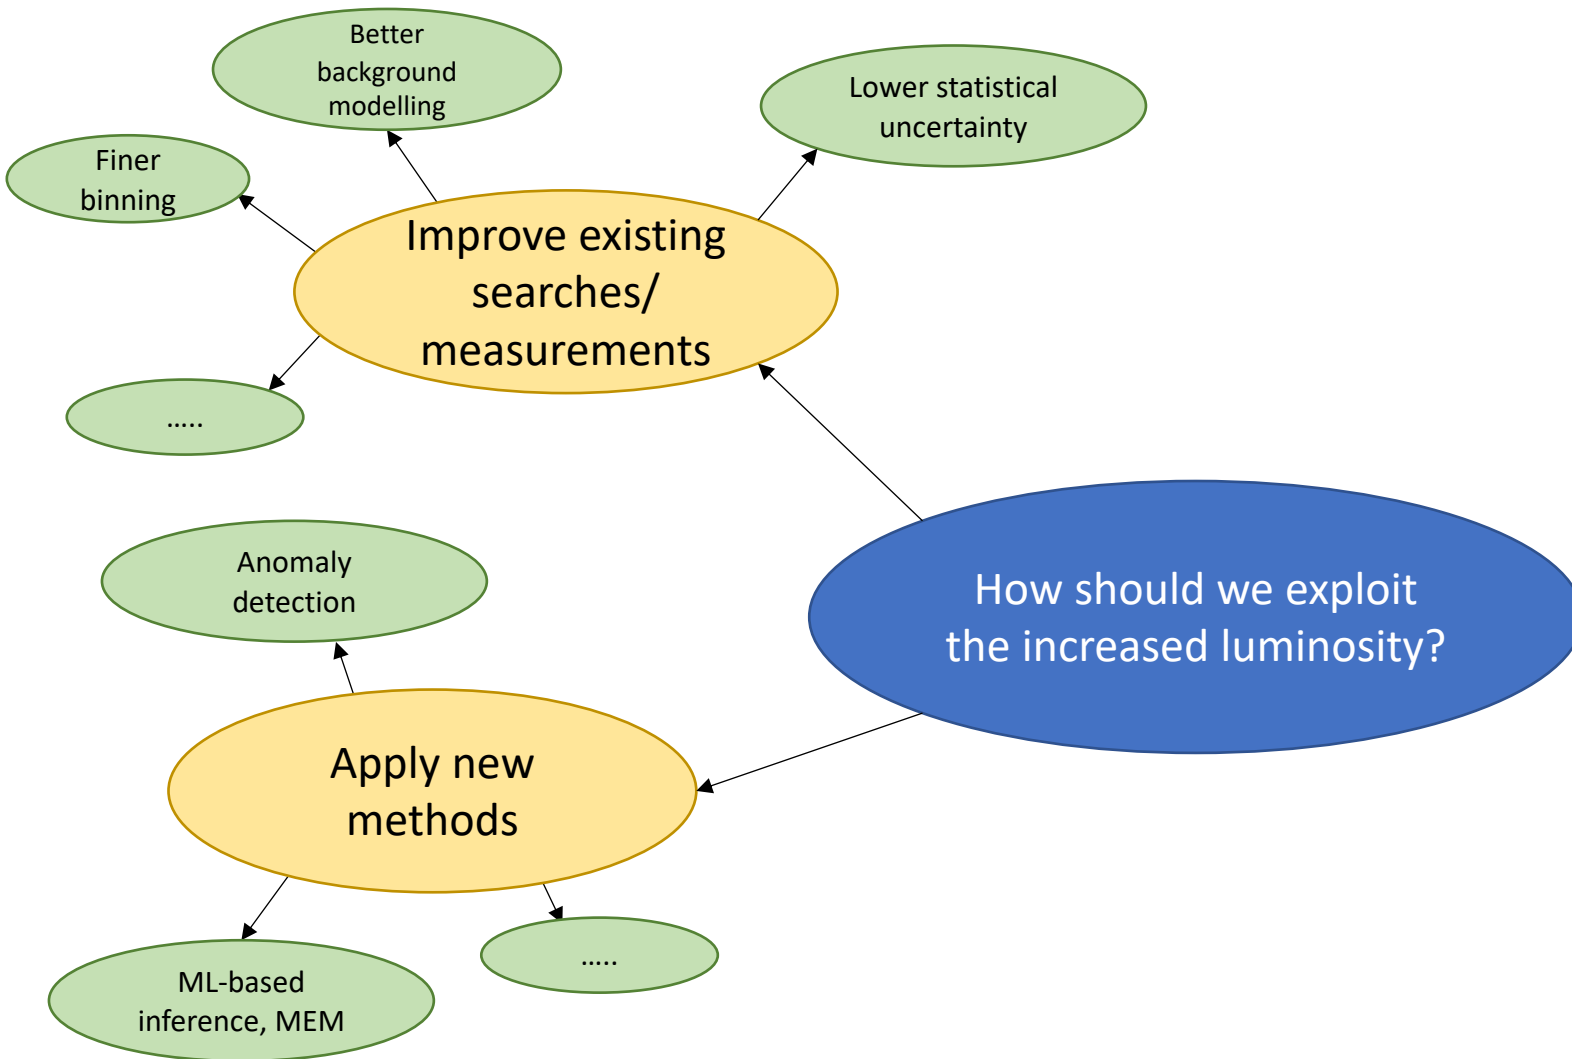 Better
background
modelling
Lower statistical
uncertainty
Finer
binning
Improve existing
searches/
measurements
.....
Anomaly
detection
How should we exploit
the increased luminosity?
Apply new
methods
.....
ML-based
inference, MEM